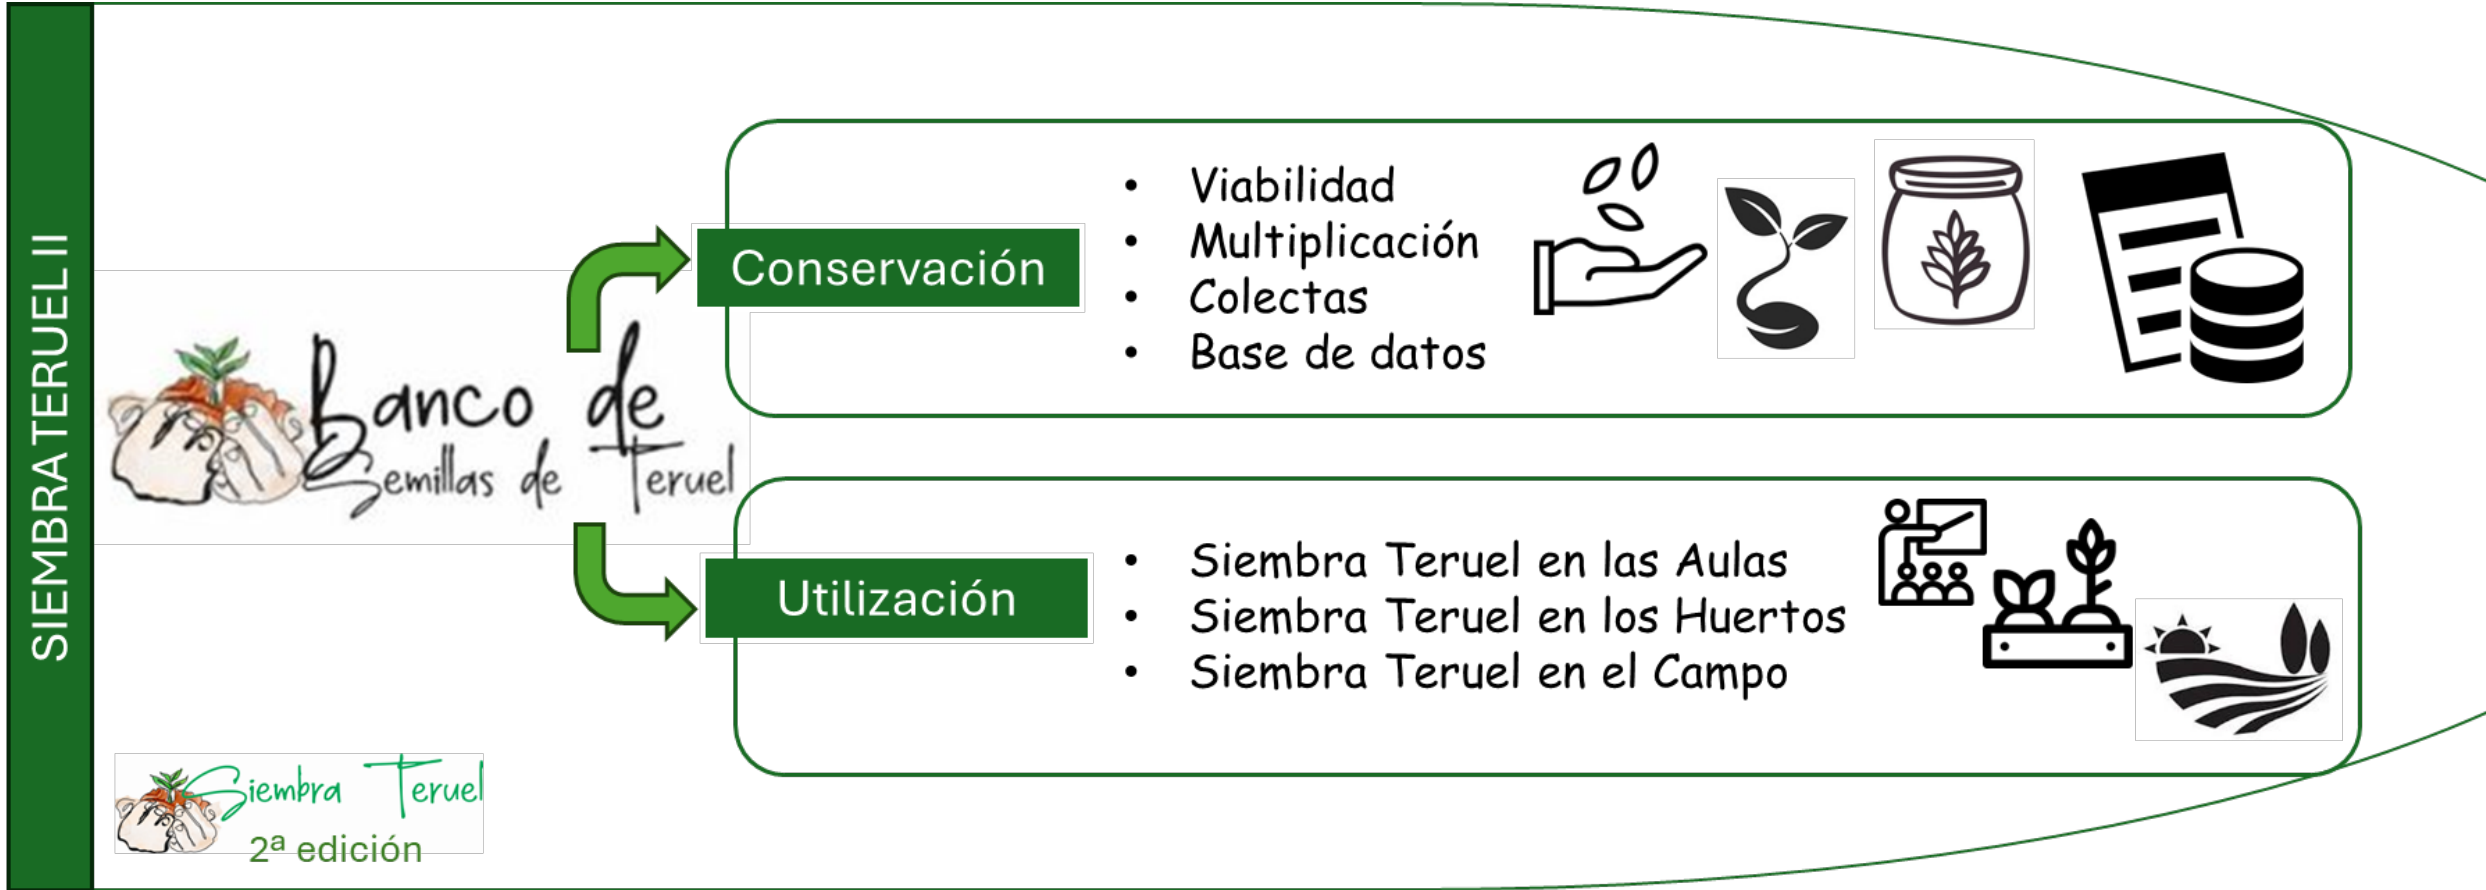 SIEMBRA TERUEL II
Banco de
Semillas de Teruel
Conservación
• Viabilidad
• Multiplicación
• Colectas
• Base de datos
Utilización
• Siembra Teruel en las Aulas
• Siembra Teruel en los Huertos
• Siembra Teruel en el Campo
Siembra Teruel
2ª edición